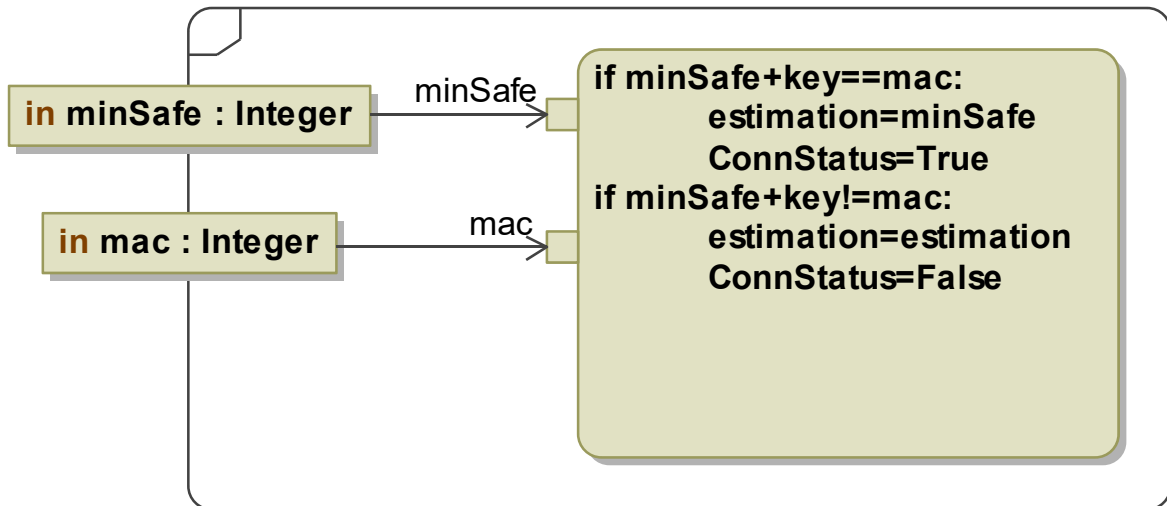 in minSafe : Integer
minSafe
in mac : Integer
mac
if minSafe+key==mac:
estimation=minSafe
ConnStatus=True
if minSafe+key!=mac:
estimation=estimation
ConnStatus=False